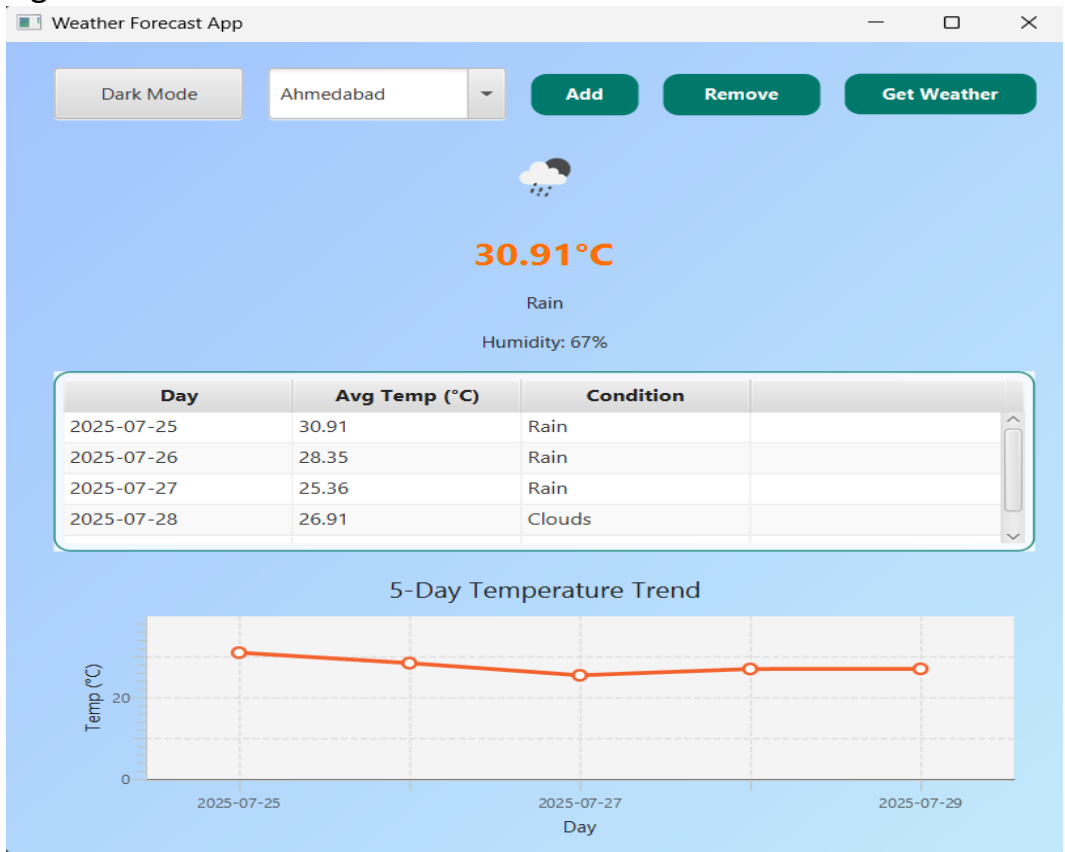 Weather Forecast App
Dark Mode Ahmedabad Add Remove Get Weather
30.91°C
Rain
Humidity: 67%
Day Avg Temp (°C) Condition
2025-07-25 30.91 Rain
2025-07-26 28.35 Rain
2025-07-27 25.36 Rain
2025-07-28 26.91 Clouds
5-Day Temperature Trend
Temp (°C)
20
0
2025-07-25 2025-07-27 2025-07-29
Day